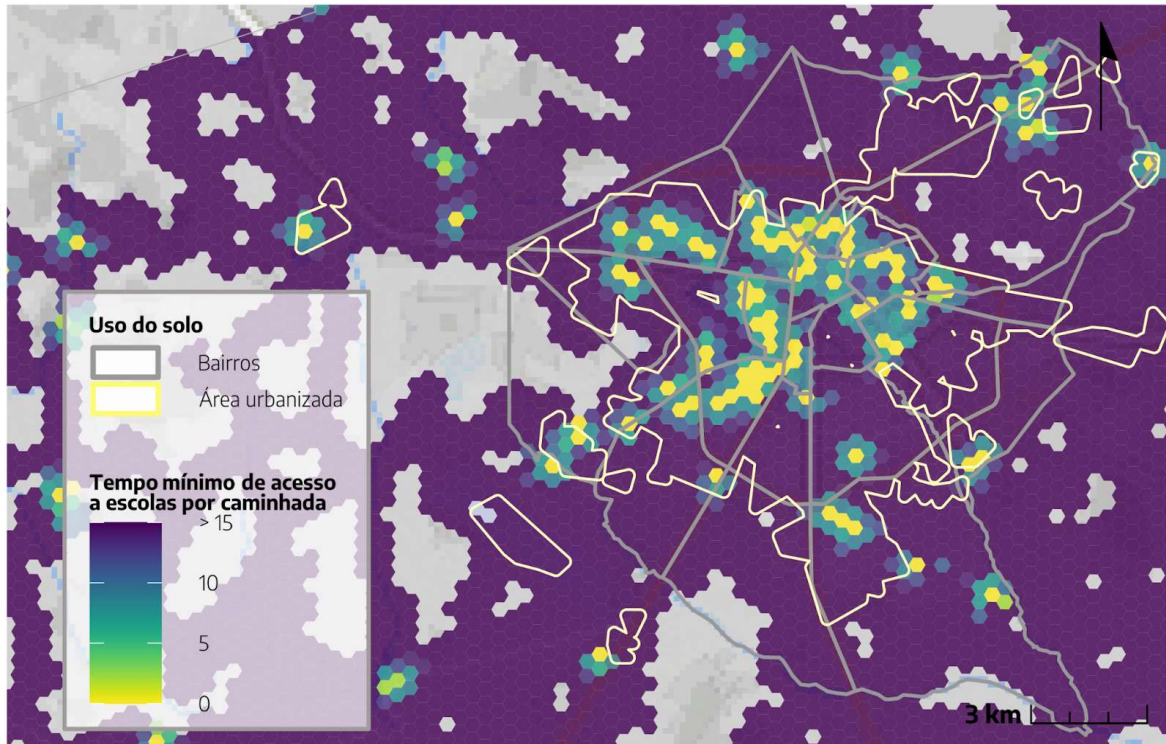 Uso do solo
Bairros
Área urbanizada
Tempo mínimo de acesso
a escolas por caminhada
> 15
10
5
0
3 km